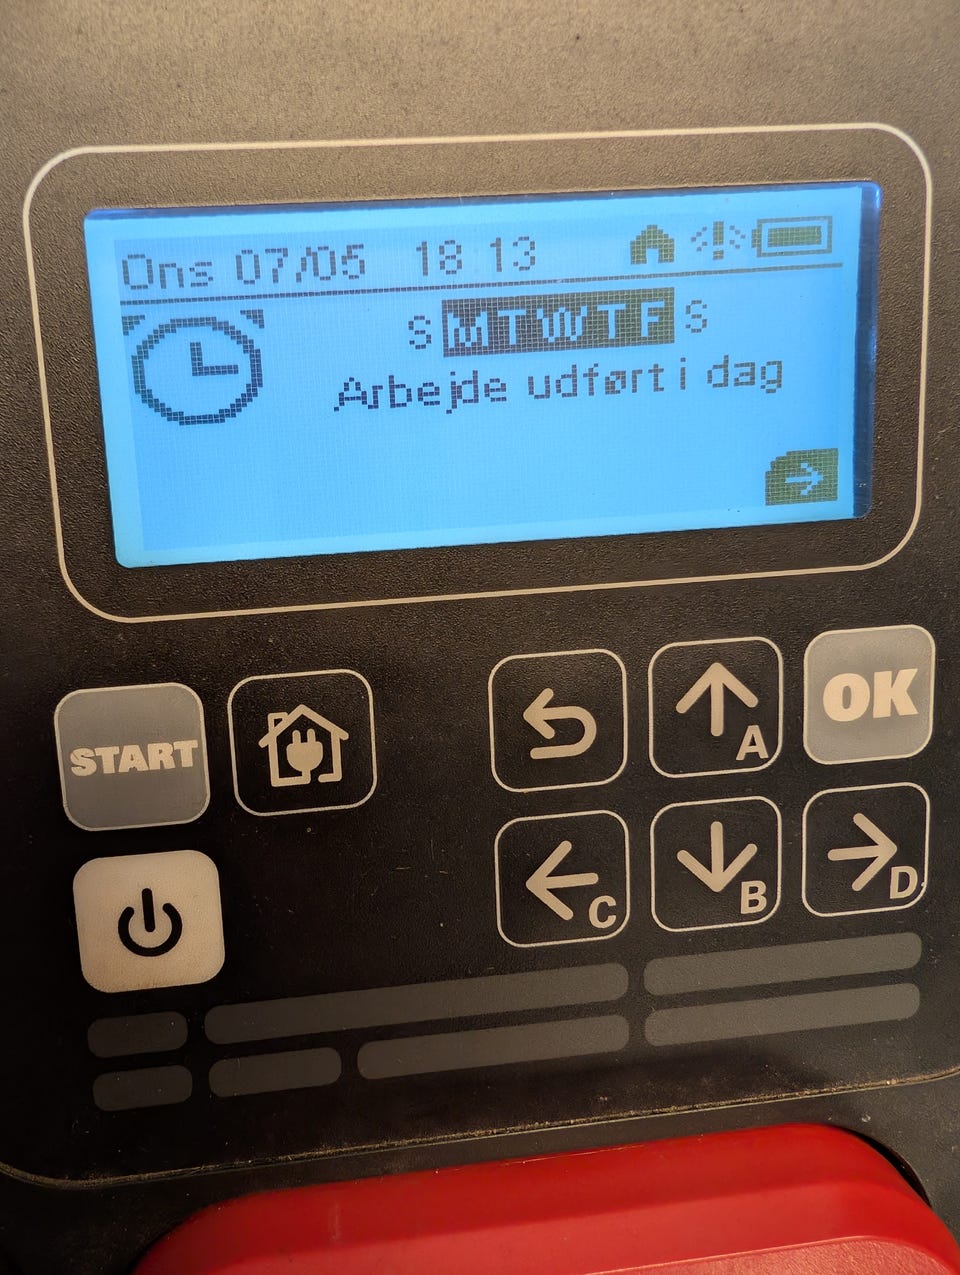 Ons 07/05 18 13
S M T W T F S
Arbejde udført i dag
START
A
OK
C
B
D